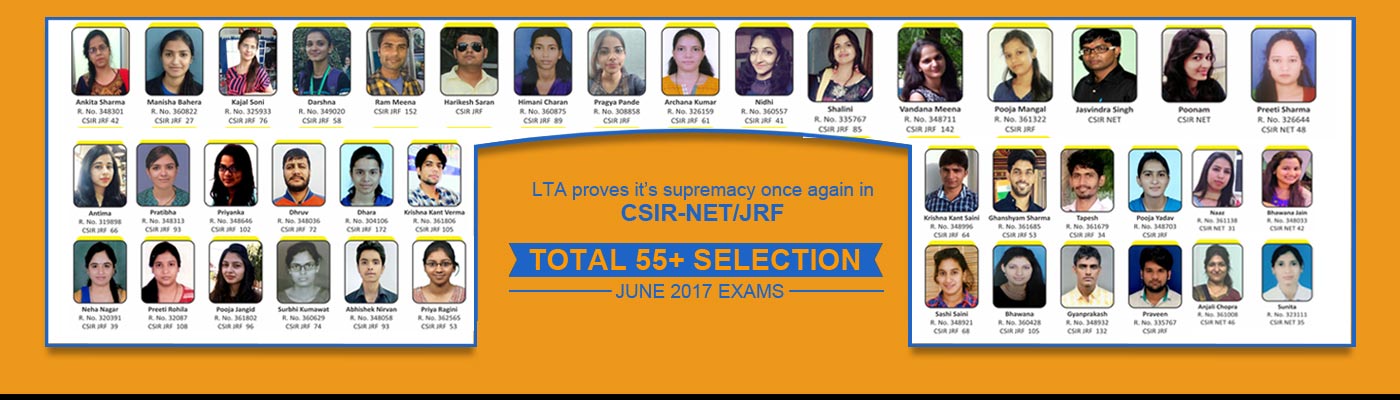 Ankita Sharma
R. No. 348301
CSIR JRF 42
Manisha Bahera
R. No. 360822
CSIR JRF 27
Kajal Soni
R. No. 325933
CSIR JRF 76
Darshna
R. No. 349020
CSIR JRF 58
Ram Meena
CSIR JRF 152
Harikesh Saran
CSIR JRF
Himani Charan
R. No. 360875
CSIR JRF 89
Pragya Pande
R. No. 308858
CSIR JRF
Archana Kumar
R. No. 326159
CSIR JRF 61
Nidhi
R. No. 360557
CSIR JRF 41
Shalini
R. No. 335767
CSIR JRF 85
Vandana Meena
R. No. 348711
CSIR JRF 142
Pooja Mangal
R. No. 361322
CSIR JRF
Jasvindra Singh
CSIR NET
Poonam
CSIR NET
Preeti Sharma
R. No. 326644
CSIR NET 48
Antima
R. No. 319898
CSIR JRF 66
Pratibha
R. No. 348313
CSIR JRF 93
Priyanka
R. No. 348646
CSIR JRF 102
Dhruv
R. No. 348036
CSIR JRF 72
Dhara
R. No. 304106
CSIR JRF 172
Krishna Kant Verma
R. No. 361806
CSIR JRF 105
LTA proves it's supremacy once again in
CSIR-NET/JRF
TOTAL 55+ SELECTION
JUNE 2017 EXAMS
Krishna Kant Saini
R. No. 348996
CSIR JRF 64
Ghanshyam Sharma
R. No. 361685
CSIR JRF 53
Tapesh
R. No. 361679
CSIR JRF 34
Pooja Yadav
R. No. 348703
CSIR JRF
Naaz
R. No. 361138
CSIR NET 31
Bhawana Jain
R. No. 348033
CSIR NET 42
Neha Nagar
R. No. 320391
CSIR JRF 39
Preeti Rohila
R. No. 32087
CSIR JRF 108
Pooja Jangid
R. No. 361802
CSIR JRF 96
Surbhi Kumawat
R. No. 360629
CSIR JRF 74
Abhishek Nirvan
R. No. 348058
CSIR JRF 93
Priya Ragini
R. No. 362565
CSIR JRF 53
Sashi Saini
R. No. 348921
CSIR JRF 68
Bhawana
R. No. 360428
CSIR JRF 105
Gyanprakash
R. No. 348932
CSIR JRF 132
Praveen
R. No. 335767
CSIR JRF
Anjali Chopra
R. No. 361008
CSIR NET 46
Sunita
R. No. 323111
CSIR NET 35